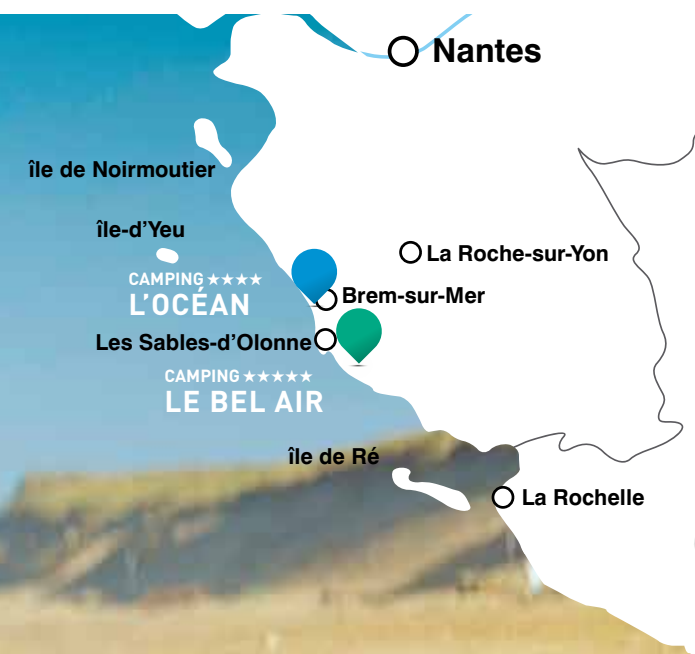 Nantes
île de Noirmoutier
île-d'Yeu
La Roche-sur-Yon
CAMPING ★★★★
L'OCÉAN
Brem-sur-Mer
Les Sables-d'Olonne
CAMPING ★★★★★
LE BEL AIR
île de Ré
La Rochelle